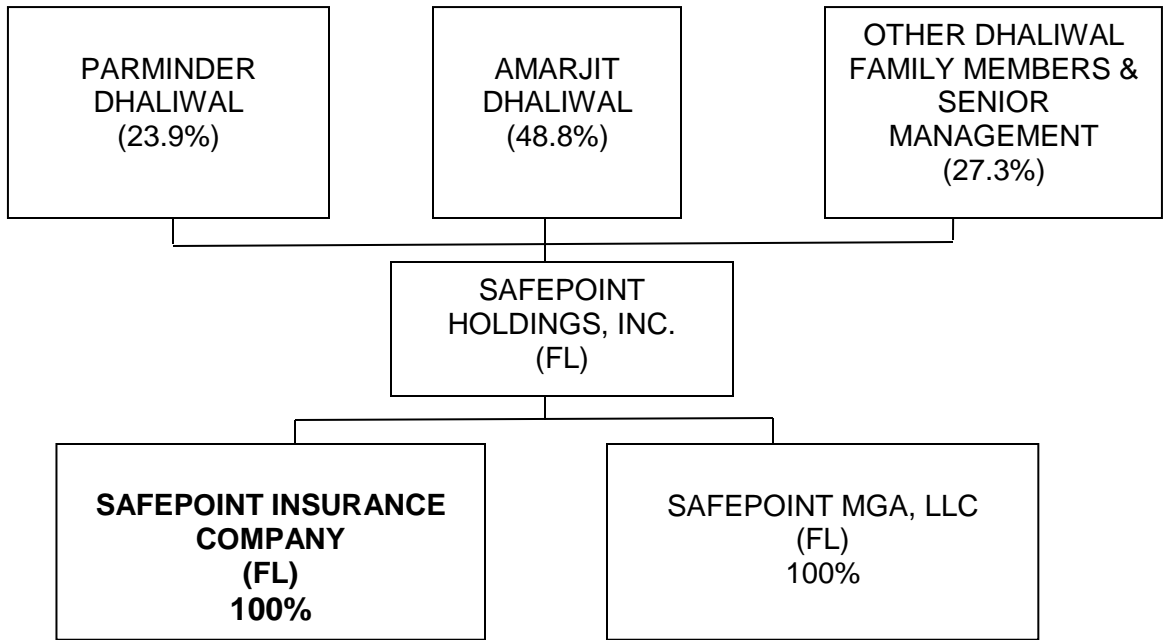 PARMINDER
DHALIWAL
(23.9%)
AMARJIT
DHALIWAL
(48.8%)
OTHER DHALIWAL
FAMILY MEMBERS &
SENIOR
MANAGEMENT
(27.3%)
SAFEPOINT
HOLDINGS, INC.
(FL)
SAFEPOINT INSURANCE
COMPANY
(FL)
100%
SAFEPOINT MGA, LLC
(FL)
100%